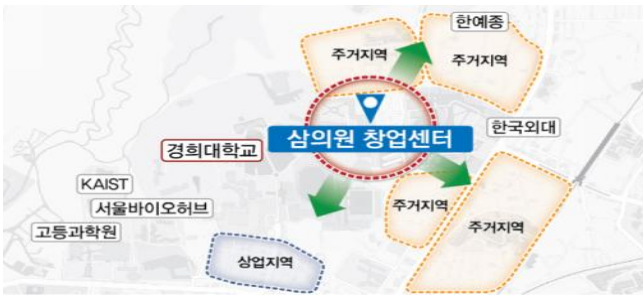 한예종
주거지역
주거지역
한국외대
삼의원 창업센터
경희대학교
KAIST
서울바이오허브
고등과학원
주거지역
주거지역
상업지역